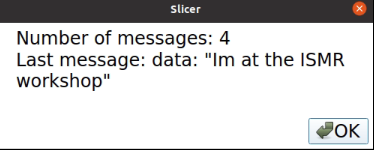 Slicer
Number of messages: 4
Last message: data: "Im at the ISMR
workshop"
OK